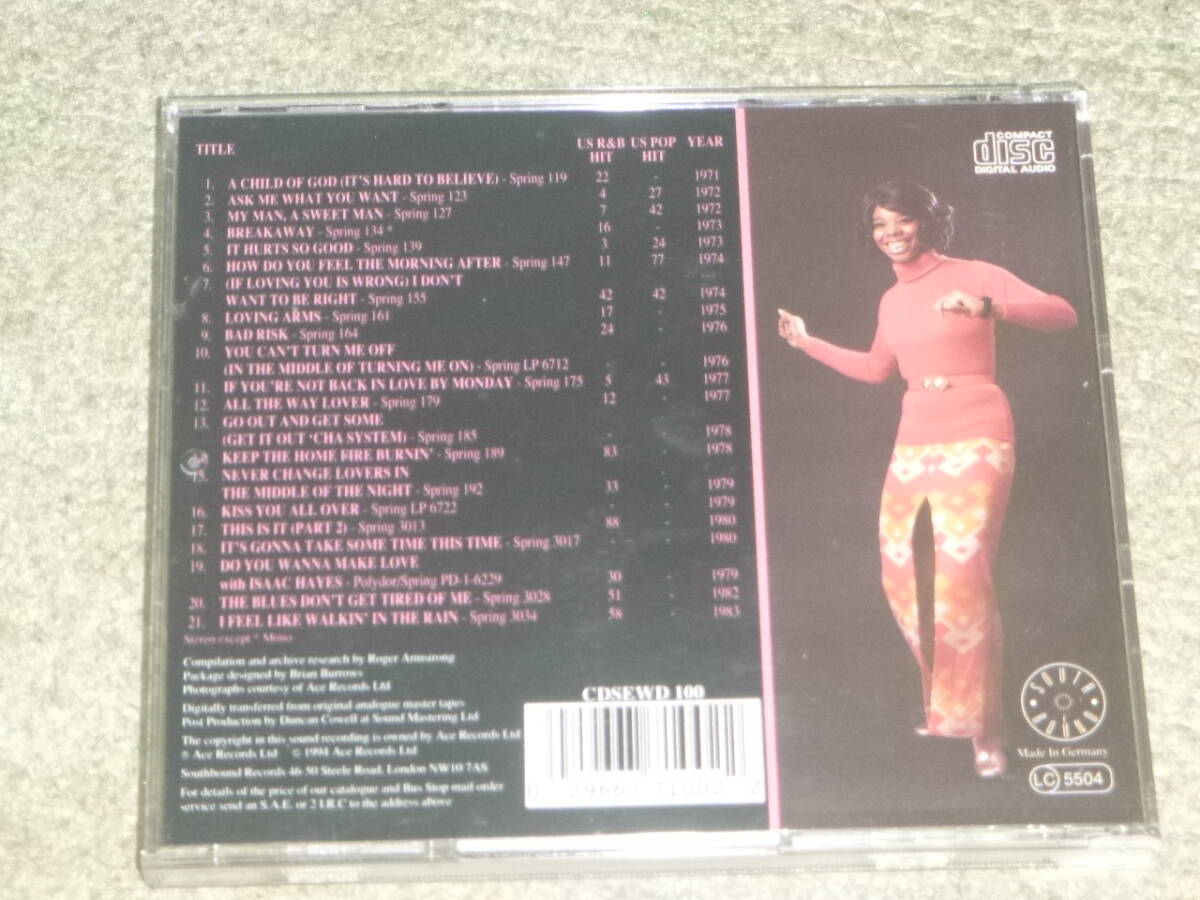 TITLE US R&B HIT US POP HIT YEAR
1. A CHILD OF GOD (IT'S HARD TO BELIEVE) - Spring 119 22 - 1971
2. ASK ME WHAT YOU WANT - Spring 123 4 27 1972
3. MY MAN, A SWEET MAN - Spring 127 7 42 1972
4. BREAKAWAY - Spring 134 * 16 - 1973
5. IT HURTS SO GOOD - Spring 139 3 24 1973
6. HOW DO YOU FEEL THE MORNING AFTER - Spring 147 11 77 1974
7. (IF LOVING YOU IS WRONG) I DON'T
WANT TO BE RIGHT - Spring 155 42 42 1974
8. LOVING ARMS - Spring 161 17 - 1975
9. BAD RISK - Spring 164 24 - 1976
10. YOU CAN'T TURN ME OFF
(IN THE MIDDLE OF TURNING ME ON) - Spring LP 6712 - - 1976
11. IF YOU'RE NOT BACK IN LOVE BY MONDAY - Spring 175 5 43 1977
12. ALL THE WAY LOVER - Spring 179 12 - 1977
13. GO OUT AND GET SOME
(GET IT OUT 'CHA SYSTEM) - Spring 185 - - 1978
KEEP THE HOME FIRE BURNIN' - Spring 189 83 - 1978
15. NEVER CHANGE LOVERS IN
THE MIDDLE OF THE NIGHT - Spring 192 33 - 1979
16. KISS YOU ALL OVER - Spring LP 6722 - - 1979
17. THIS IS IT (PART 2) - Spring 3013 88 - 1980
18. IT'S GONNA TAKE SOME TIME THIS TIME - Spring 3017 - - 1980
19. DO YOU WANNA MAKE LOVE
with ISAAC HAYES - Polydor/Spring PD-1-6229 30 - 1979
20. THE BLUES DON'T GET TIRED OF ME - Spring 3028 51 - 1982
21. I FEEL LIKE WALKIN' IN THE RAIN - Spring 3034 58 - 1983
Stereo except * Mono
Compilation and archive research by Roger Armstrong
Package designed by Brian Burrows
Photographs courtesy of Ace Records Ltd
Digitally transferred from original analogue master tapes
Post Production by Duncan Cowell at Sound Mastering Ltd
The copyright in this sound recording is owned by Ace Records Ltd
℗ Ace Records Ltd © 1994 Ace Records Ltd
Southbound Records 46-50 Steele Road, London NW10 7AS
For details of the price of our catalogue and Bus Stop mail order
service send an S.A.E. or 2 I.R.C to the address above
CDSEWD 100
0 29667 71002 2
COMPACT
disc
DIGITAL AUDIO
SOUTH BOUND
Made In Germany
LC 5504